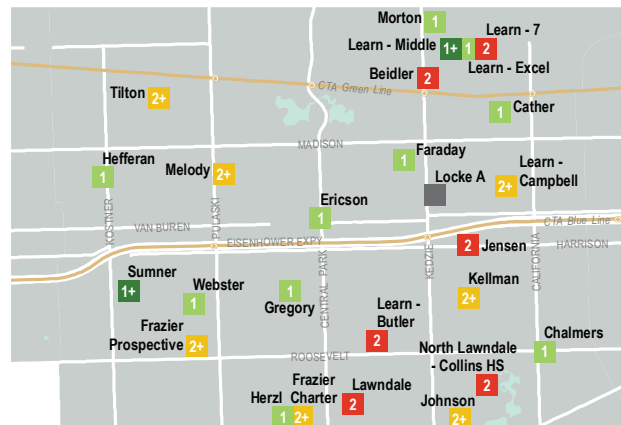 Morton
1
Learn - 7
Learn - Middle
1+
1
2
Learn - Excel
Beidler
2
CTA Green Line
Tilton
2+
Cather
1
MADISON
Faraday
1
Hefferan
1
Melody
2+
Locke A
Learn -
Campbell
2+
Ericson
1
KOSTNER
PULASKI
VAN BUREN
EISENHOWER EXPY
CTA Blue Line
2
Jensen
HARRISON
KEDZIE
CALIFORNIA
CENTRAL PARK
Sumner
1+
Webster
1
1
Gregory
Kellman
2+
Learn -
Butler
2
Frazier
Prospective
2+
ROOSEVELT
Chalmers
1
North Lawndale
- Collins HS
2
Frazier
Charter
Herzl
1
2+
Lawndale
2
Johnson
2+